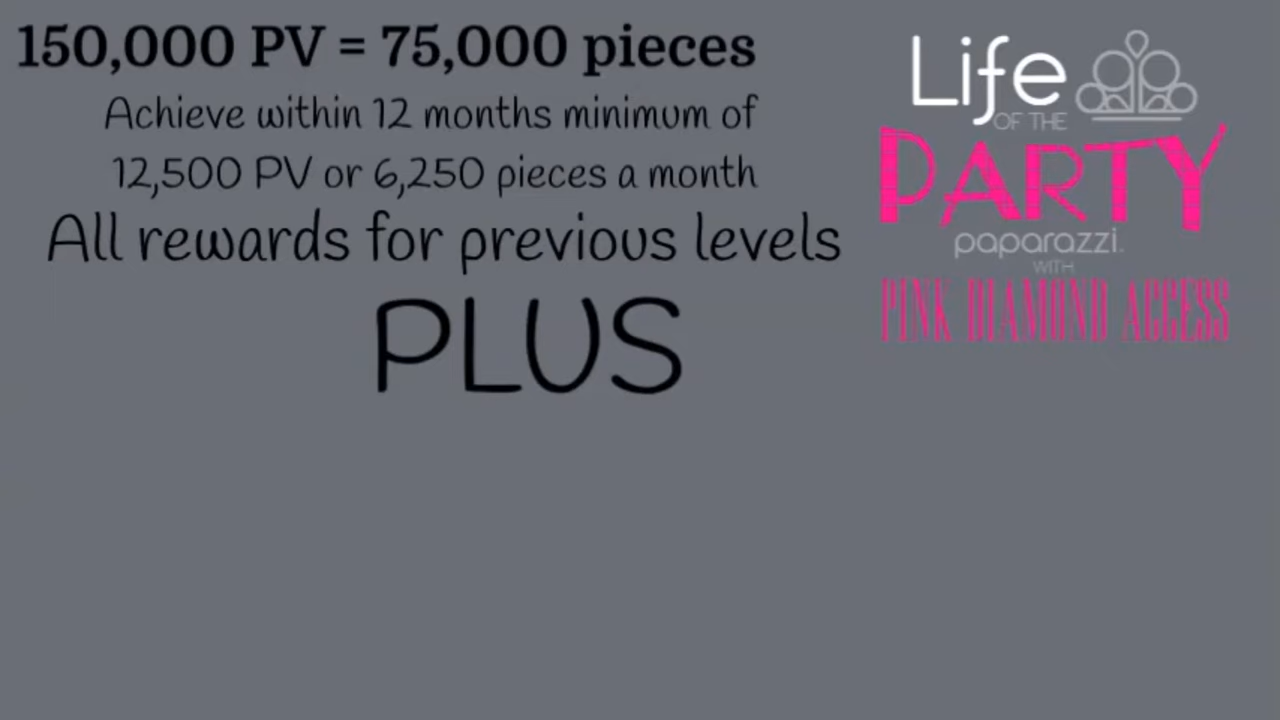 150,000 PV = 75,000 pieces
Achieve within 12 months minimum of
12,500 PV or 6,250 pieces a month
All rewards for previous levels
PLUS
Life
OF THE
PARTY
paparazzi.
WITH
PINK DIAMOND ACCESS